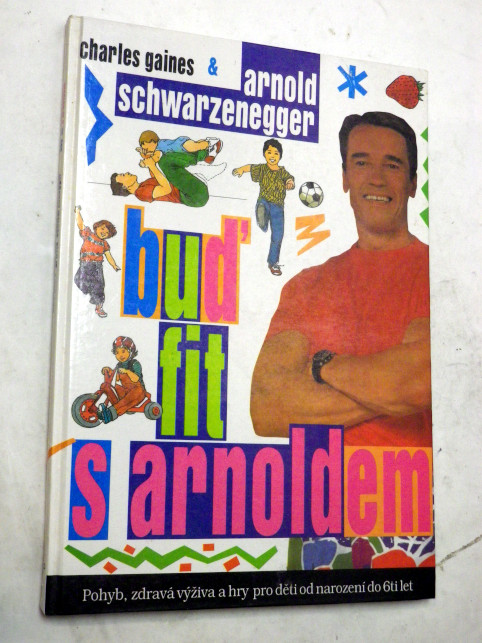 charles gaines & arnold
schwarzenegger
buď
fit
s arnoldem
Pohyb, zdravá výživa a hry pro děti od narození do 6ti let